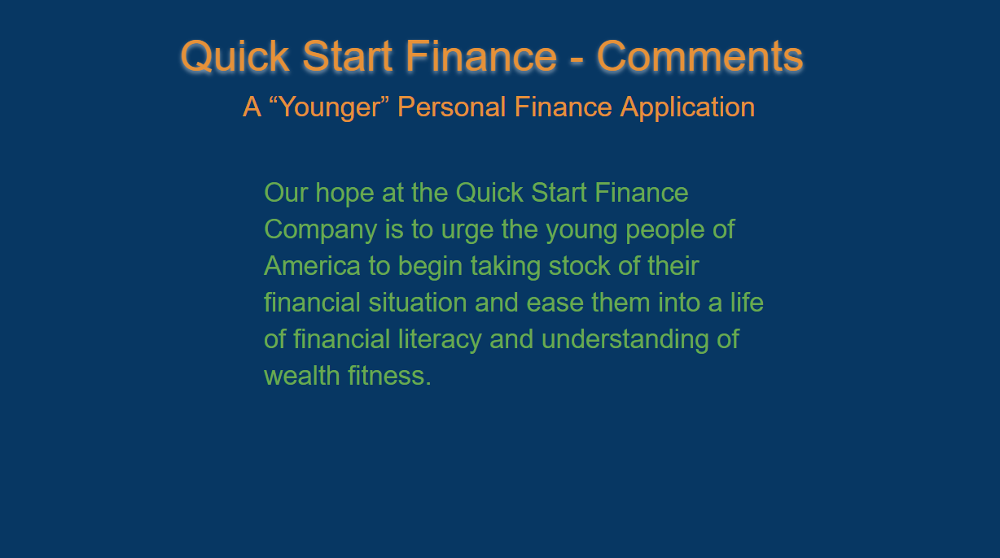 Quick Start Finance - Comments
A “Younger” Personal Finance Application
Our hope at the Quick Start Finance
Company is to urge the young people of
America to begin taking stock of their
financial situation and ease them into a life
of financial literacy and understanding of
wealth fitness.